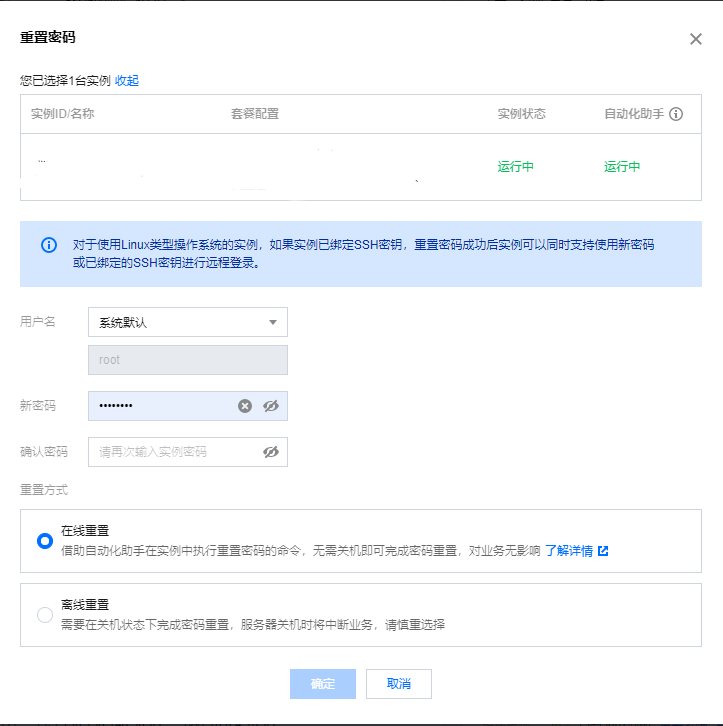 重置密码
您已选择1台实例 收起
实例ID/名称 套餐配置 实例状态 自动化助手
... 运行中 运行中
对于使用Linux类型操作系统的实例，如果实例已绑定SSH密钥，重置密码成功后实例可以同时支持使用新密码
或已绑定的SSH密钥进行远程登录。
用户名 系统默认
root
新密码 ••••••••
确认密码 请再次输入实例密码
重置方式
在线重置
借助自动化助手在实例中执行重置密码的命令，无需关机即可完成密码重置，对业务无影响 了解详情
离线重置
需要在关机状态下完成密码重置，服务器关机时将中断业务，请慎重选择
确定 取消